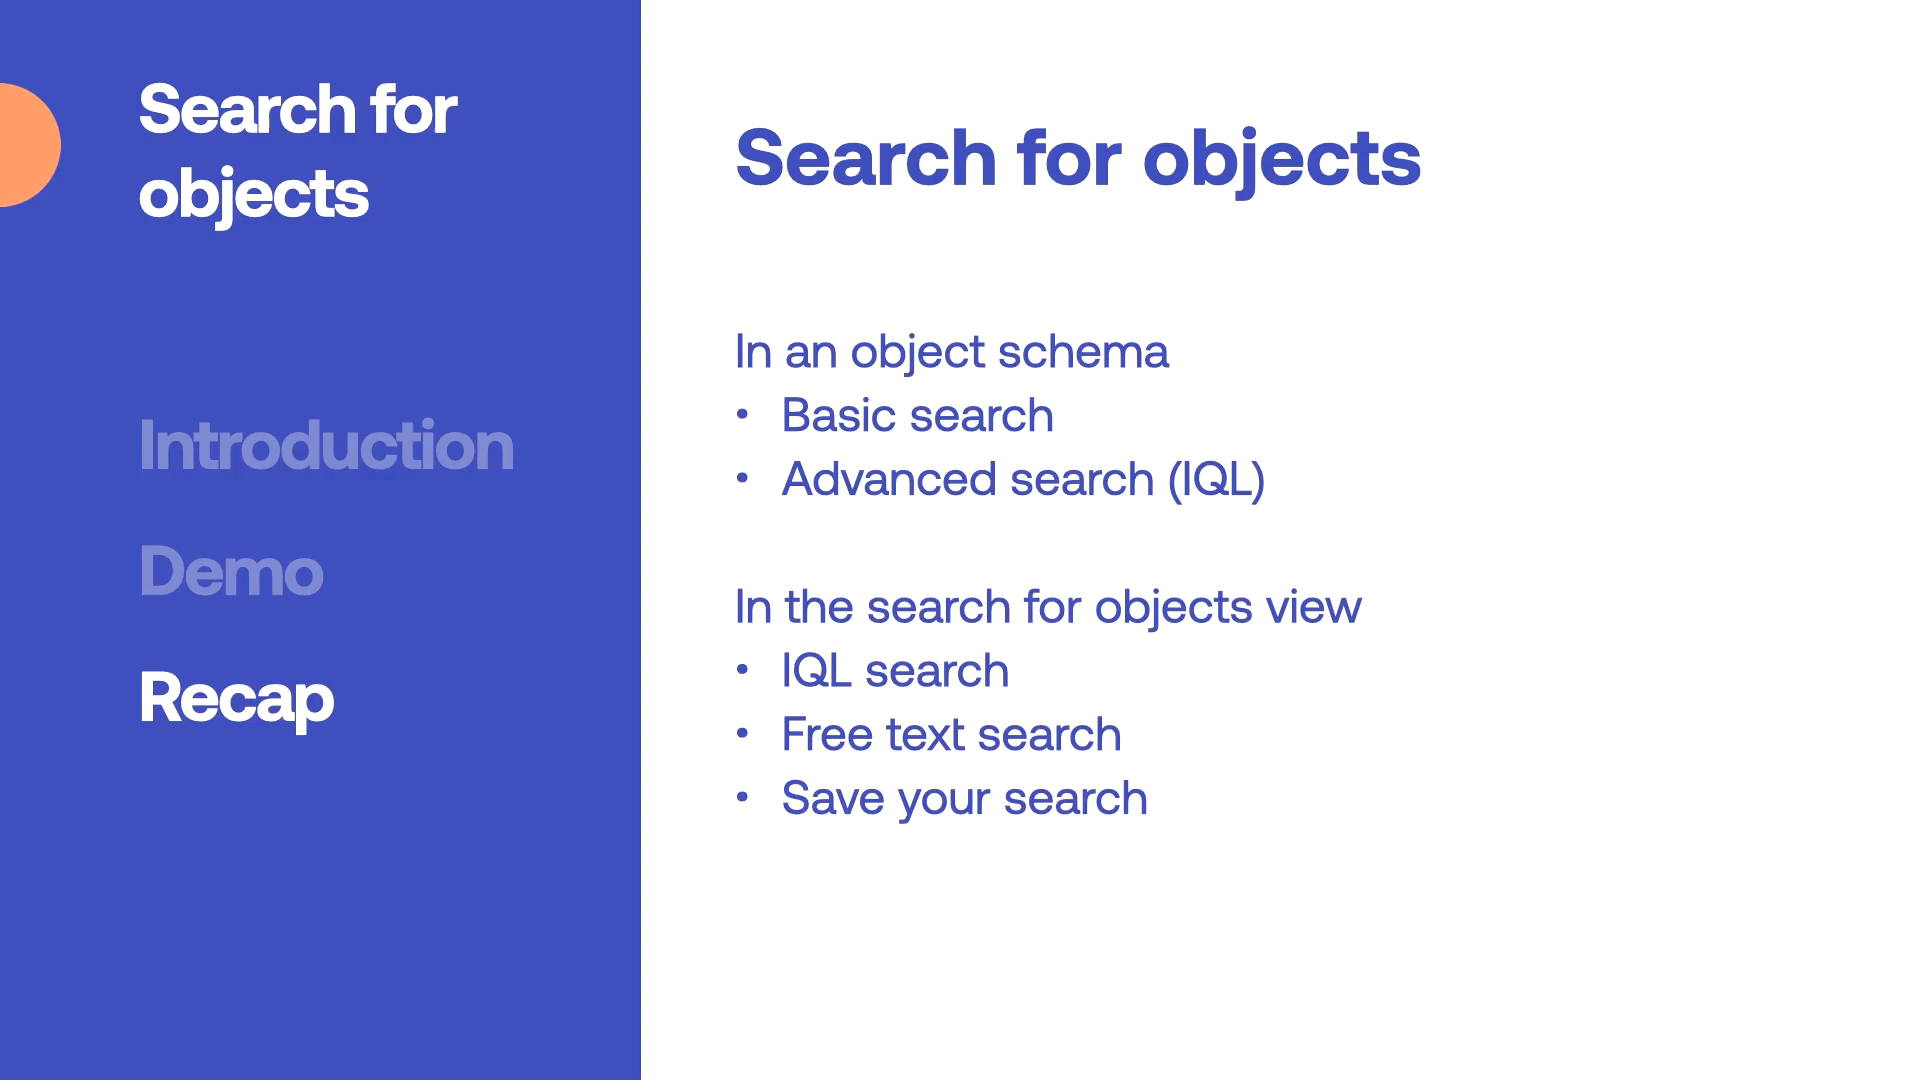 Search for
objects
Introduction
Demo
Recap
Search for objects
In an object schema
• Basic search
• Advanced search (IQL)
In the search for objects view
• IQL search
• Free text search
• Save your search